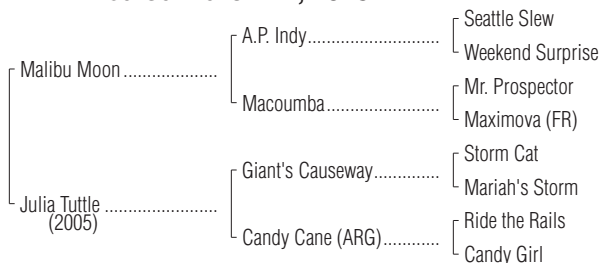 Seattle Slew
A.P. Indy
Weekend Surprise
Malibu Moon
Mr. Prospector
Macoumba
Maximova (FR)
Storm Cat
Giant's Causeway
Mariah's Storm
Julia Tuttle
(2005)
Ride the Rails
Candy Cane (ARG)
Candy Girl